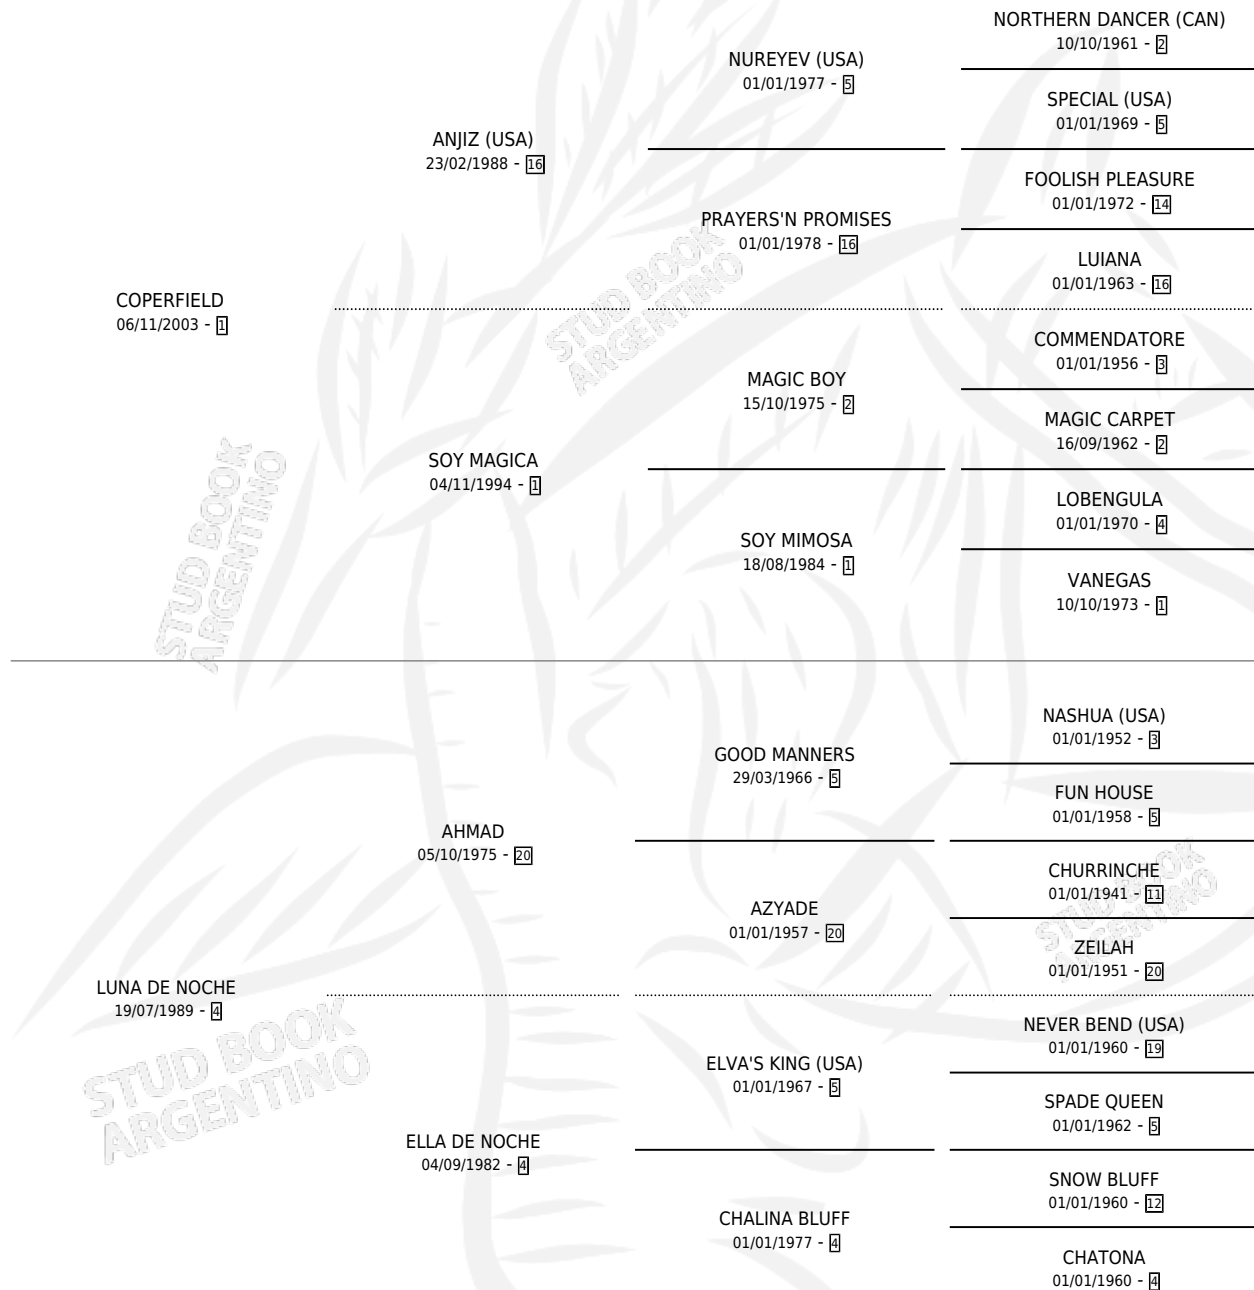 NORTHERN DANCER (CAN)
10/10/1961 - 2
NUREYEV (USA)
01/01/1977 - 5
SPECIAL (USA)
01/01/1969 - 5
ANJIZ (USA)
23/02/1988 - 16
FOOLISH PLEASURE
01/01/1972 - 14
PRAYERS'N PROMISES
01/01/1978 - 16
LUIANA
01/01/1963 - 16
COPERFIELD
06/11/2003 - 1
COMMENDATORE
01/01/1956 - 3
MAGIC BOY
15/10/1975 - 2
MAGIC CARPET
16/09/1962 - 2
SOY MAGICA
04/11/1994 - 1
LOBENGULA
01/01/1970 - 4
SOY MIMOSA
18/08/1984 - 1
VANEGAS
10/10/1973 - 1
STUD BOOK
ARGENTINO
STUD BOOK
ARGENTINO
NASHUA (USA)
01/01/1952 - 3
GOOD MANNERS
29/03/1966 - 5
FUN HOUSE
01/01/1958 - 5
AHMAD
05/10/1975 - 20
CHURRINCHE
01/01/1941 - 11
AZYADE
01/01/1957 - 20
ZEILAH
01/01/1951 - 20
STUD BOOK
ARGENTINO
LUNA DE NOCHE
19/07/1989 - 4
NEVER BEND (USA)
01/01/1960 - 19
ELVA'S KING (USA)
01/01/1967 - 5
SPADE QUEEN
01/01/1962 - 5
ELLA DE NOCHE
04/09/1982 - 4
SNOW BLUFF
01/01/1960 - 12
CHALINA BLUFF
01/01/1977 - 4
CHATONA
01/01/1960 - 4
STUD BOOK
ARGENTINO